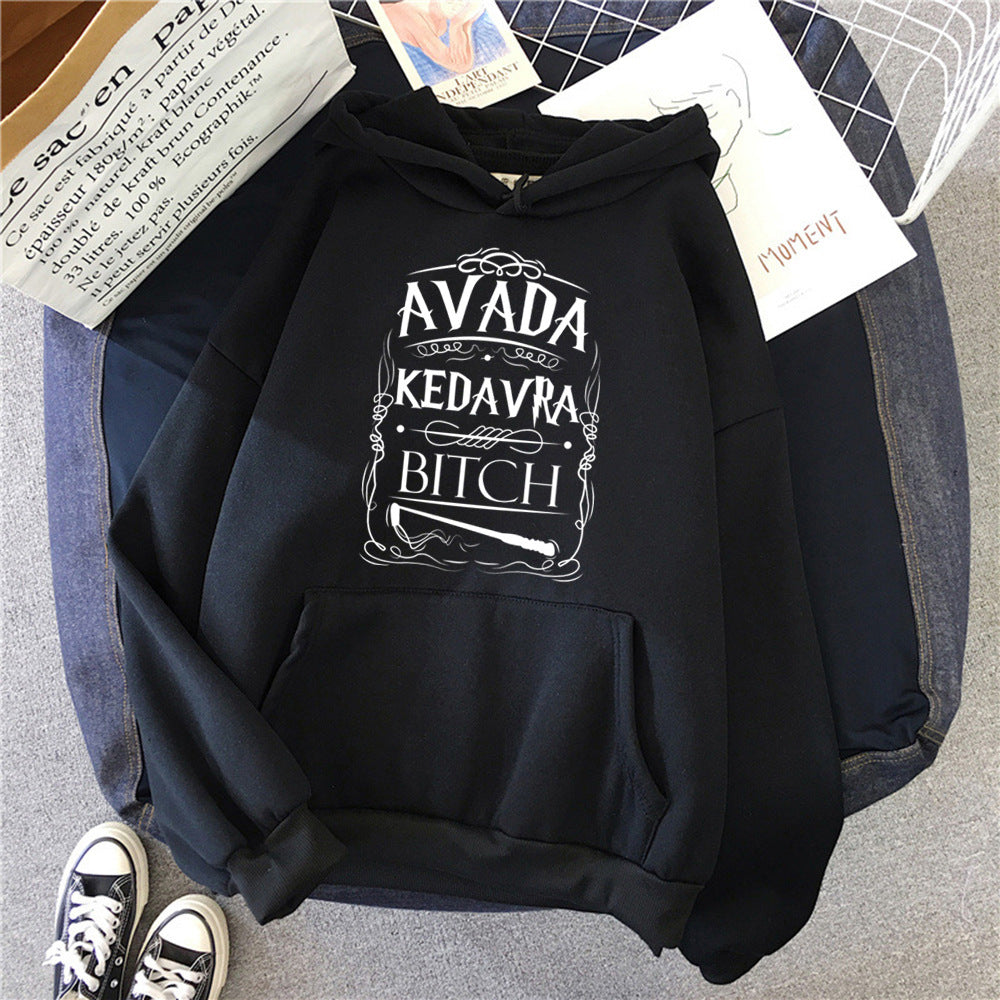 Le sac en papier
Ce sac est fabriqué à partir de
épaisseur 180g/m²; papier végétal.
100 % naturel. Kraft blanc
doublé de kraft brun Contenance
33 litres. 100 % Ecographik™
Ne le jetez pas.
Il peut servir plusieurs fois.
L'ART
INDÉPENDANT
MOMENT
AVADA
KEDAVRA
BITCH